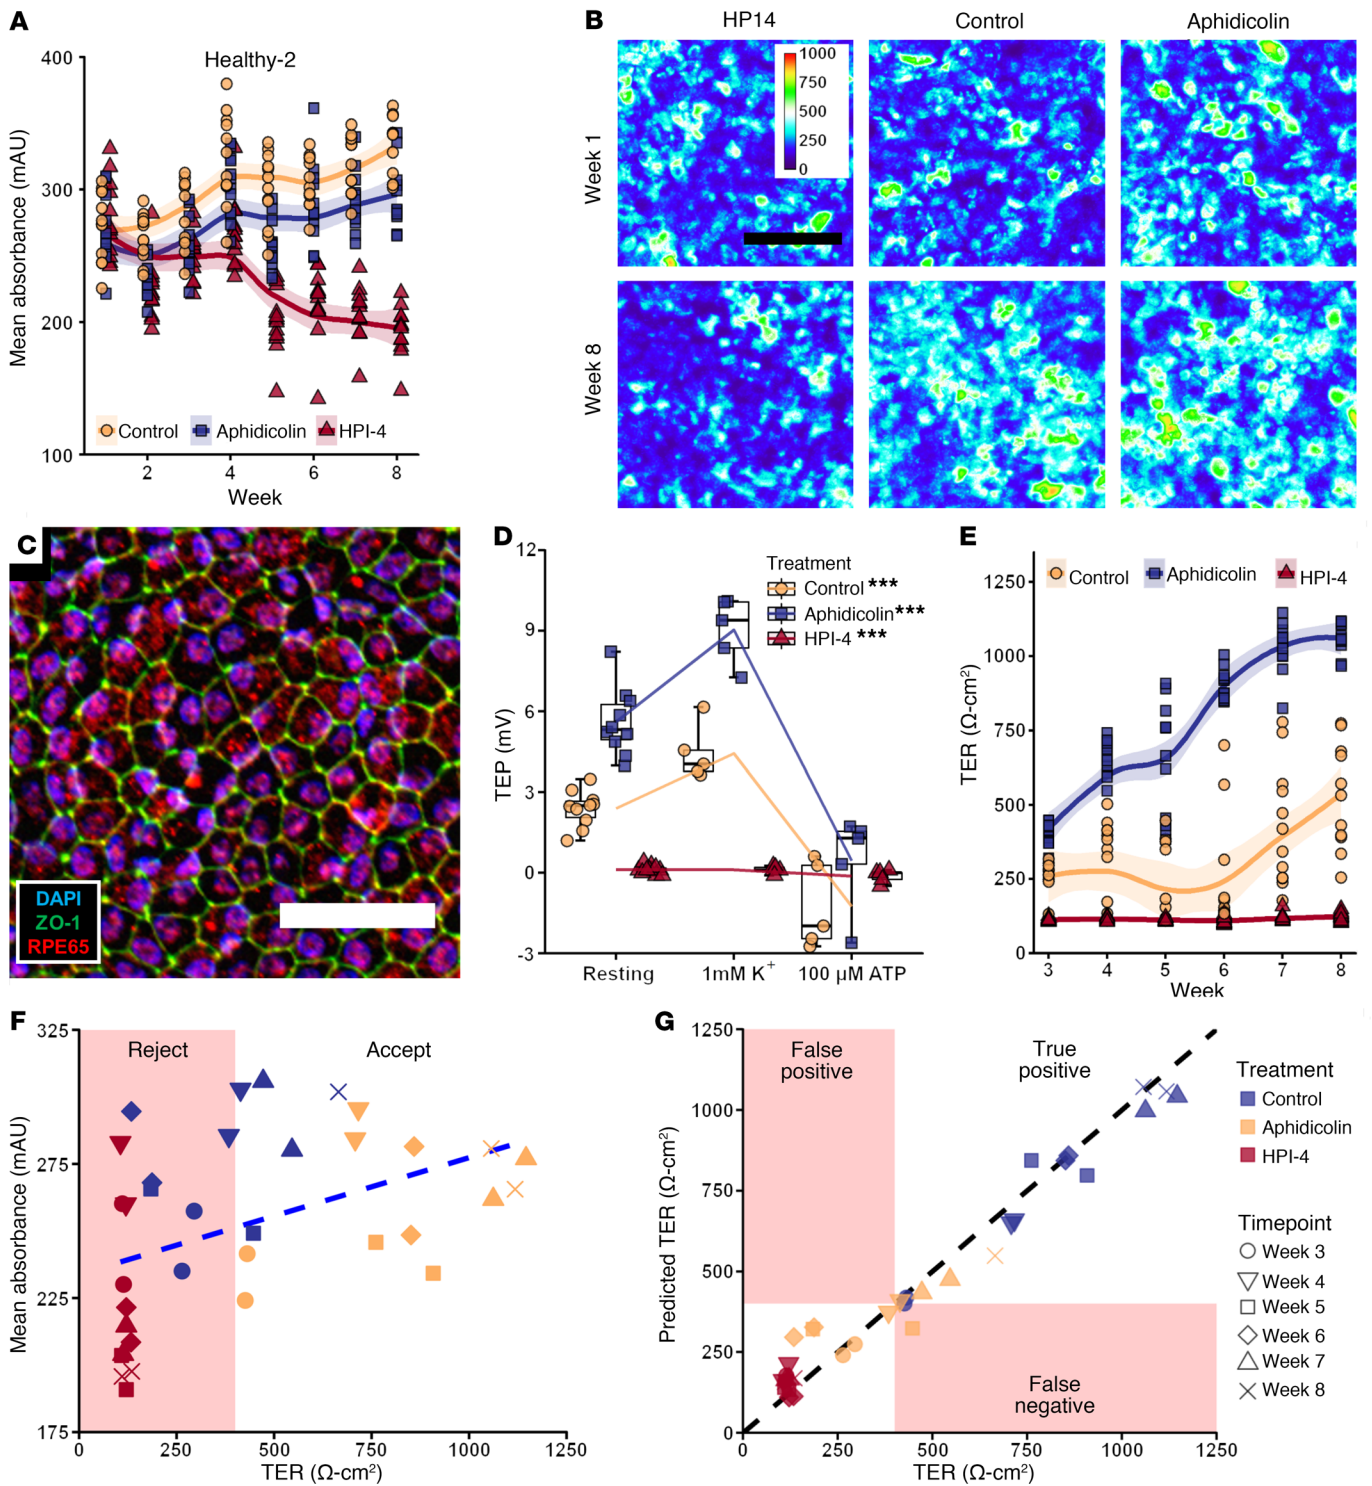 A
Healthy-2
400
300
200
100
Mean absorbance (mAU)
2
4
6
8
Week
Control
Aphidicolin
HPI-4
B
HP14
Control
Aphidicolin
Week 1
Week 8
1000
750
500
250
0
C
DAPI
ZO-1
RPE65
D
12
9
6
3
0
-3
TEP (mV)
Treatment
Control ***
Aphidicolin***
HPI-4 ***
Resting
1mM K+
100 µM ATP
E
Control
Aphidicolin
HPI-4
1250
1000
750
500
250
0
TER (Ω-cm²)
3
4
5
6
7
8
Week
F
325
275
225
175
Mean absorbance (mAU)
Reject
Accept
0
250
500
750
1000
1250
TER (Ω-cm²)
G
1250
1000
750
500
250
0
Predicted TER (Ω-cm²)
False
positive
True
positive
False
negative
0
250
500
750
1000
1250
TER (Ω-cm²)
Treatment
Control
Aphidicolin
HPI-4
Timepoint
Week 3
Week 4
Week 5
Week 6
Week 7
Week 8